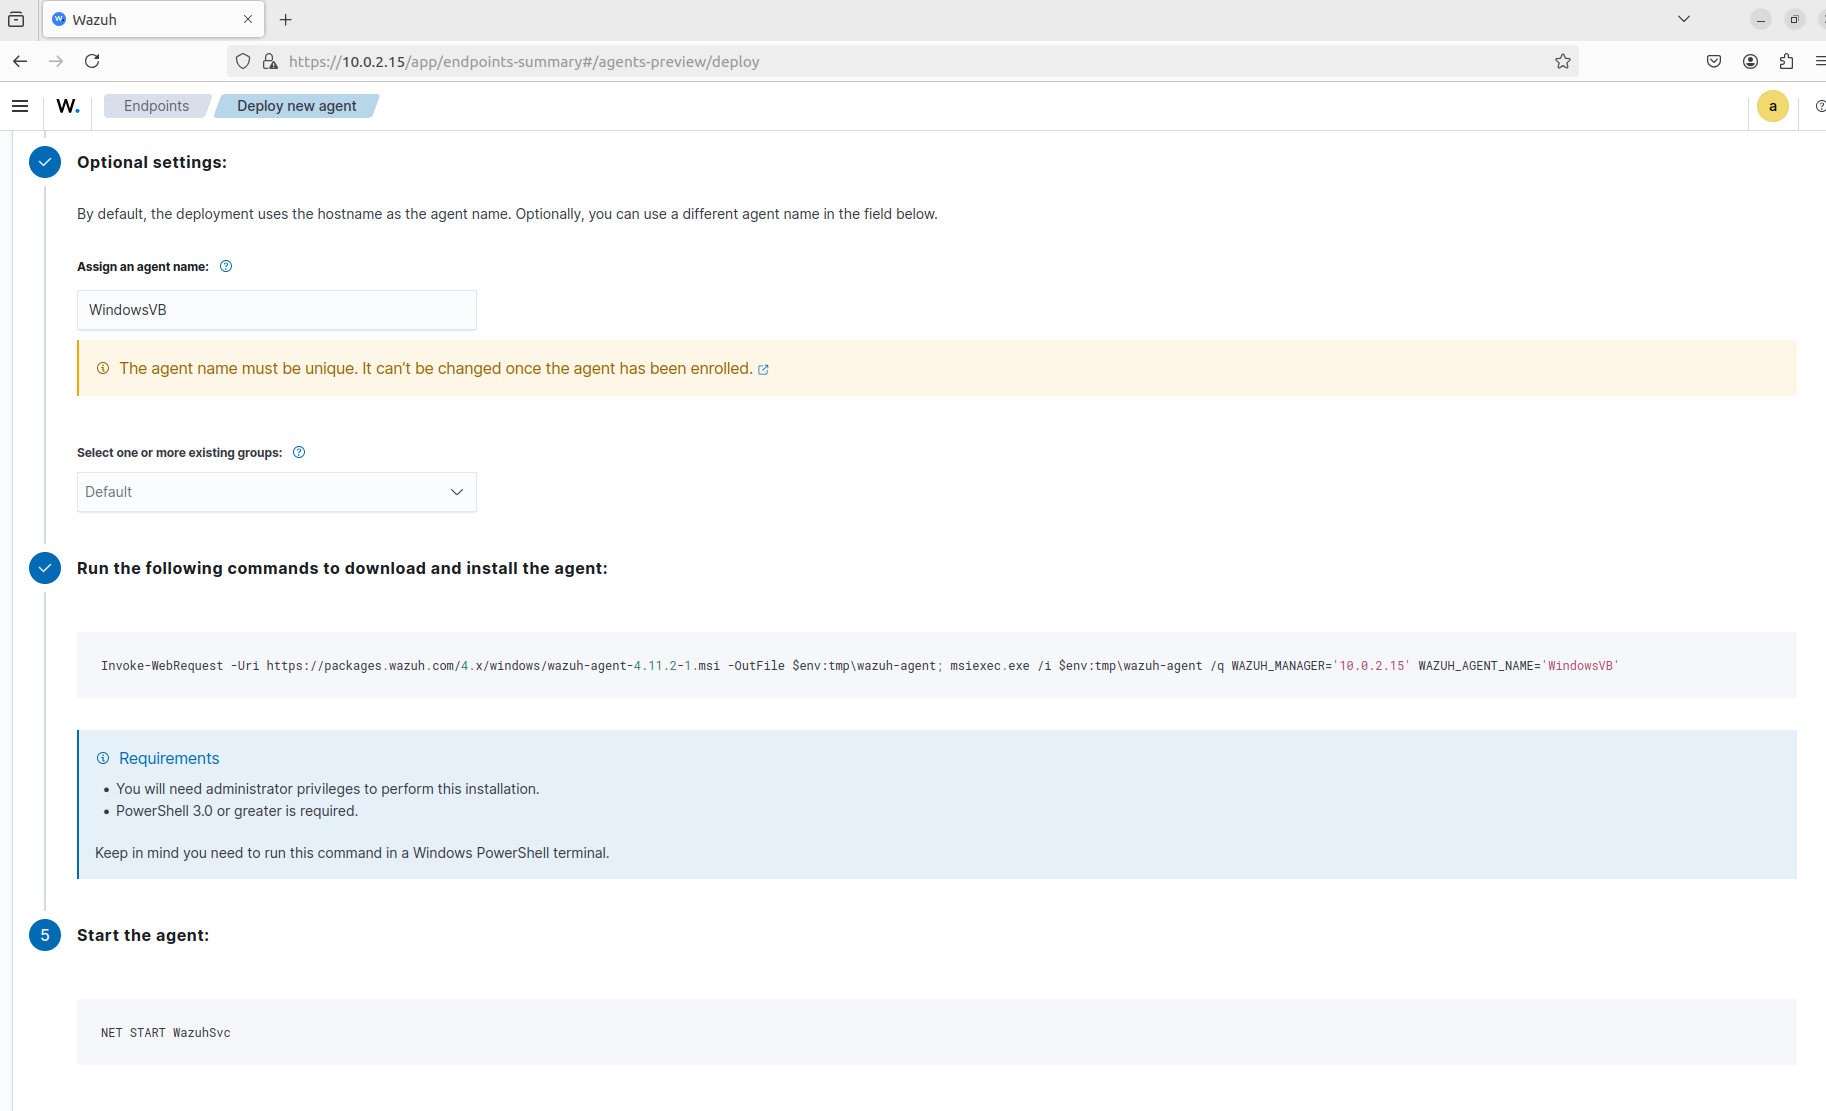 Wazuh
https://10.0.2.15/app/endpoints-summary#/agents-preview/deploy
W. Endpoints Deploy new agent a
Optional settings:
By default, the deployment uses the hostname as the agent name. Optionally, you can use a different agent name in the field below.
Assign an agent name:
WindowsVB
The agent name must be unique. It can’t be changed once the agent has been enrolled.
Select one or more existing groups:
Default
Run the following commands to download and install the agent:
Invoke-WebRequest -Uri https://packages.wazuh.com/4.x/windows/wazuh-agent-4.11.2-1.msi -OutFile $env:tmp\wazuh-agent; msiexec.exe /i $env:tmp\wazuh-agent /q WAZUH_MANAGER='10.0.2.15' WAZUH_AGENT_NAME='WindowsVB'
Requirements
• You will need administrator privileges to perform this installation.
• PowerShell 3.0 or greater is required.
Keep in mind you need to run this command in a Windows PowerShell terminal.
5 Start the agent:
NET START WazuhSvc